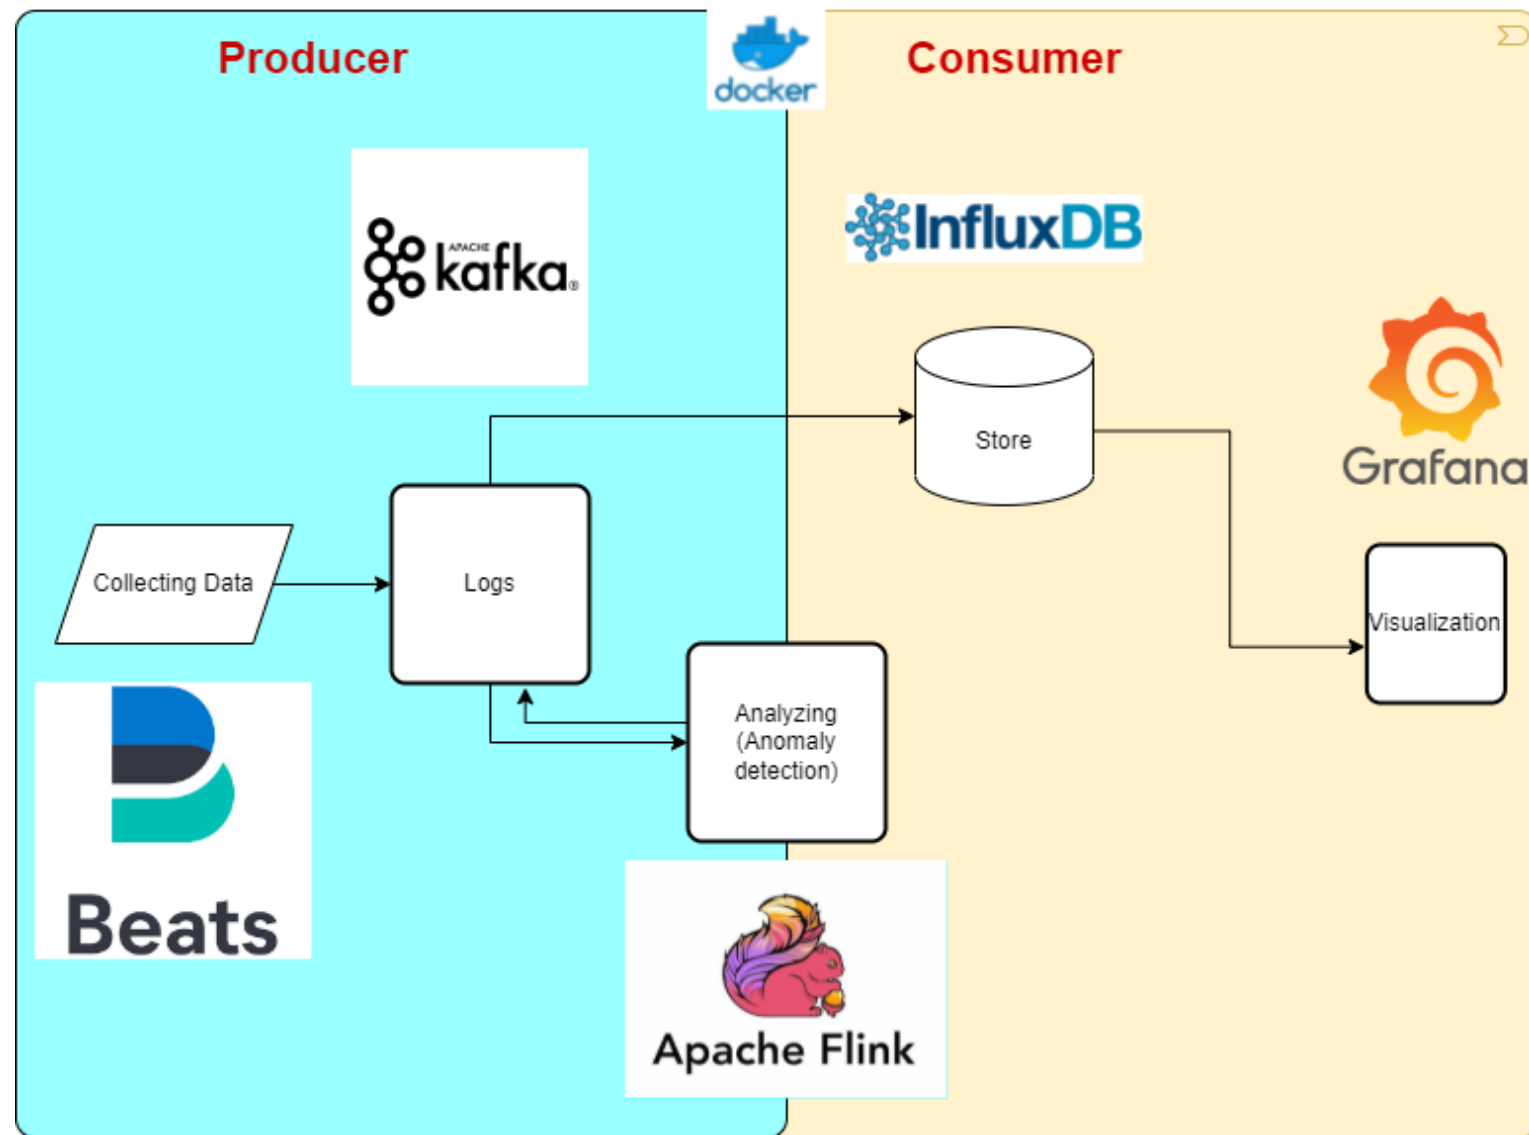 Producer
docker
Consumer
APACHE
kafka®
InfluxDB
Grafana
Store
Collecting Data
Logs
Visualization
Analyzing
(Anomaly
detection)
Beats
Apache Flink